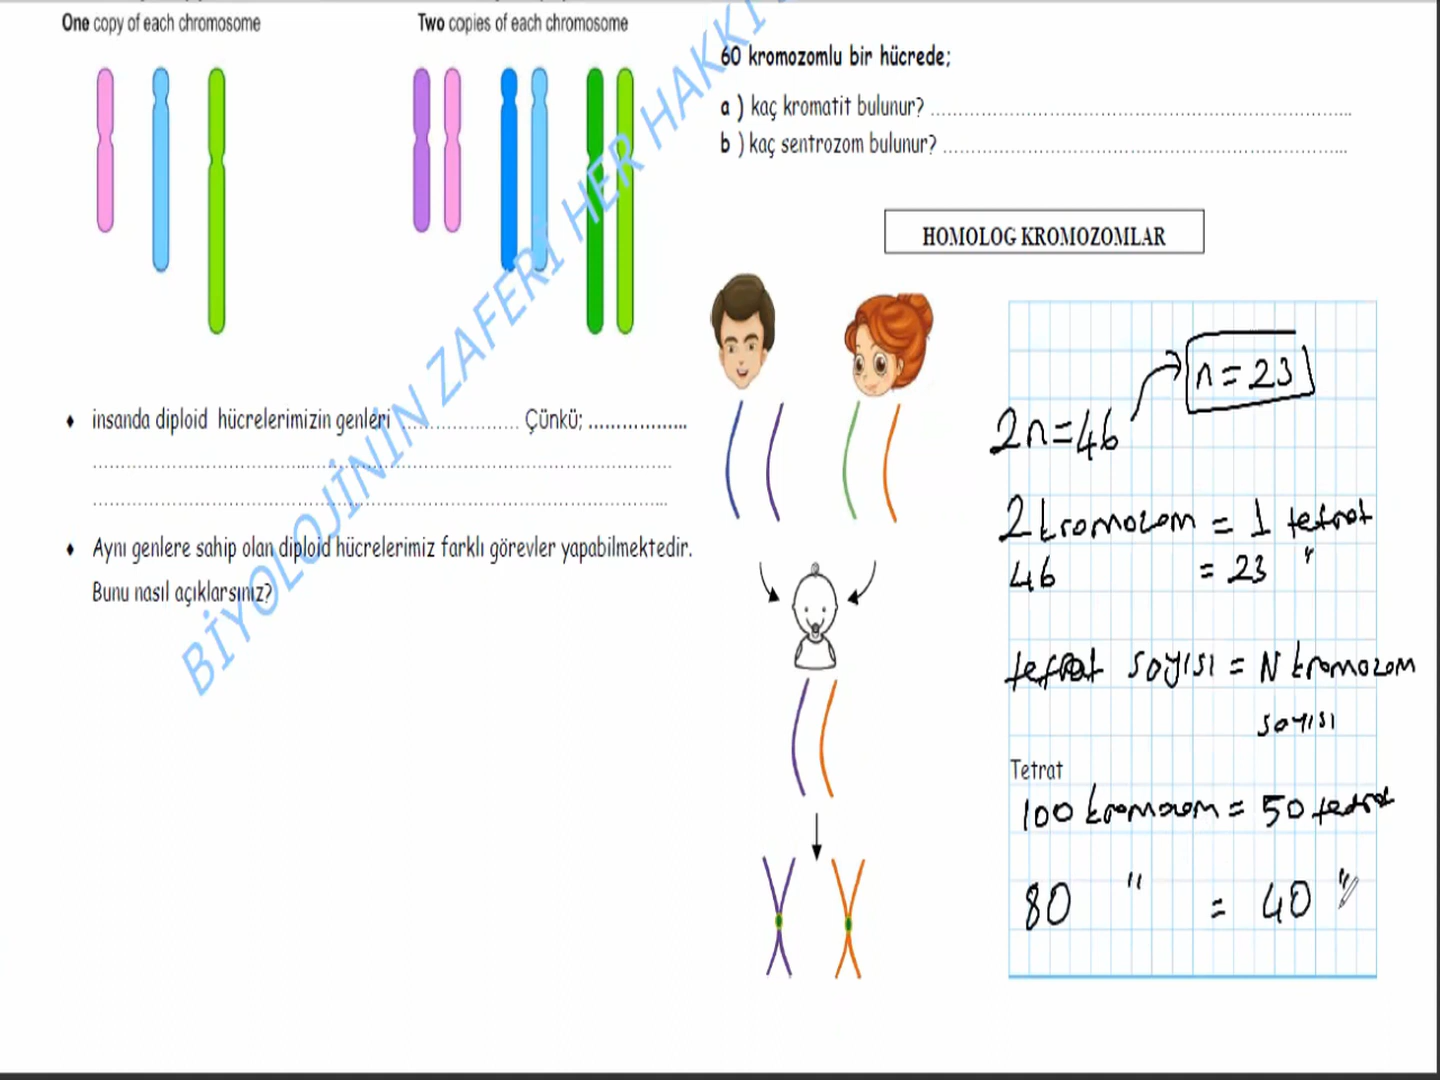 One copy of each chromosome
Two copies of each chromosome
BİYOLOJİNİN ZAFERİ HER HAKKI
insanda diploid hücrelerimizin genleri ..................... Çünkü; ..................
Aynı genlere sahip olan diploid hücrelerimiz farklı görevler yapabilmektedir.
Bunu nasıl açıklarsınız?
60 kromozomlu bir hücrede;
a ) kaç kromatit bulunur? ..............................
b ) kaç sentrozom bulunur? ..............................
HOMOLOG KROMOZOMLAR
n = 23
2n=46
2 kromozom = 1 tetrat
46 = 23 "
tetrat sayısı = N kromozom
sayısı
Tetrat
100 kromozom = 50 tetrat
80 " = 40 "